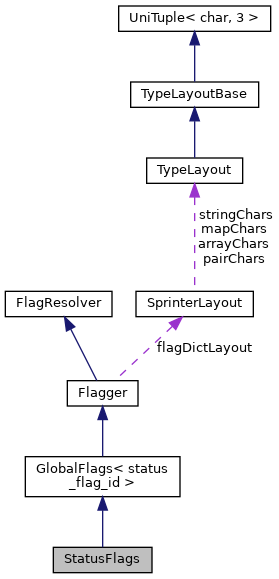 UniTuple< char, 3 >
TypeLayoutBase
TypeLayout
stringChars
mapChars
arrayChars
pairChars
FlagResolver
SprinterLayout
flagDictLayout
Flagger
GlobalFlags< status
_flag_id >
StatusFlags